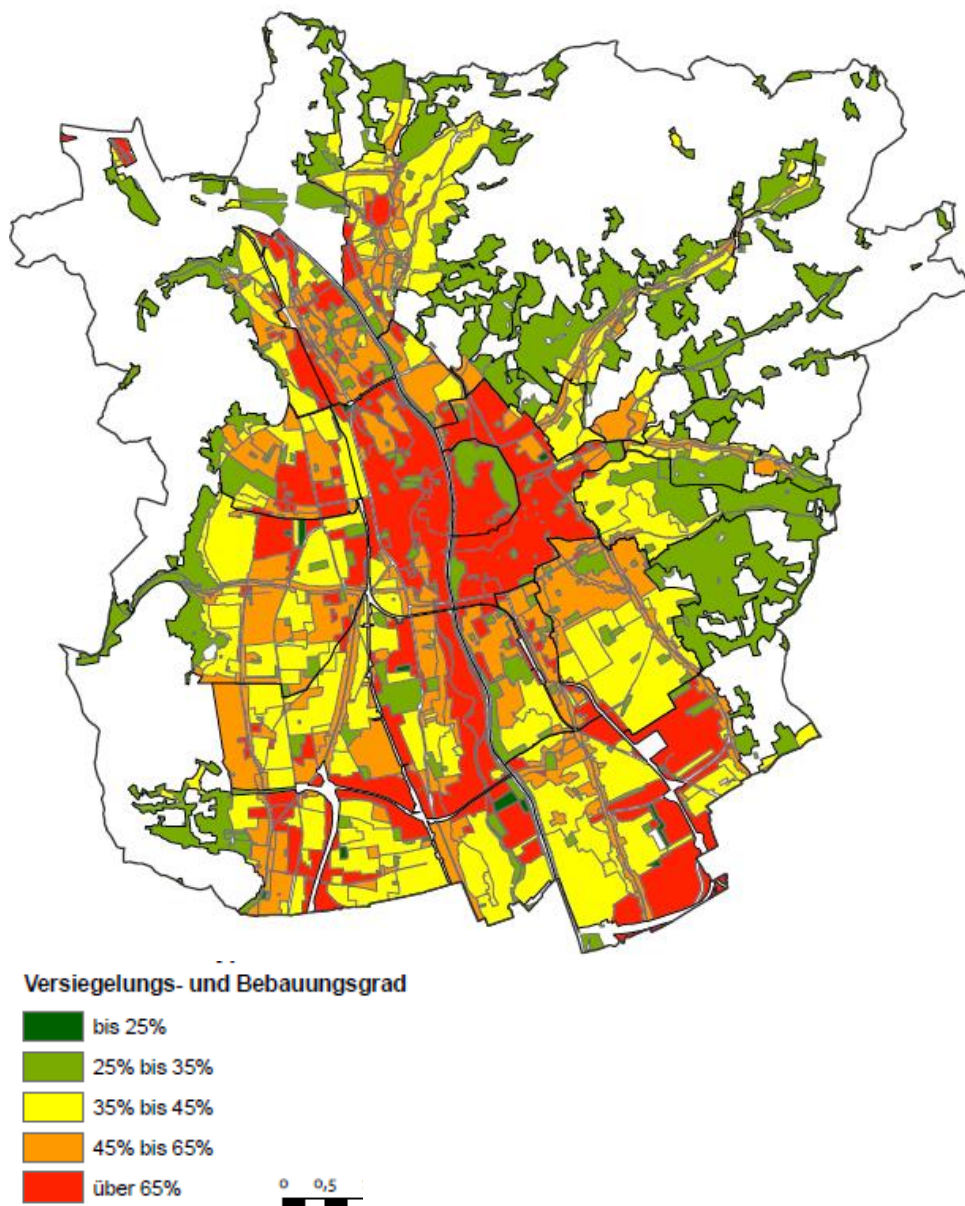 Versiegelungs- und Bebauungsgrad
bis 25%
25% bis 35%
35% bis 45%
45% bis 65%
über 65%
0 0,5